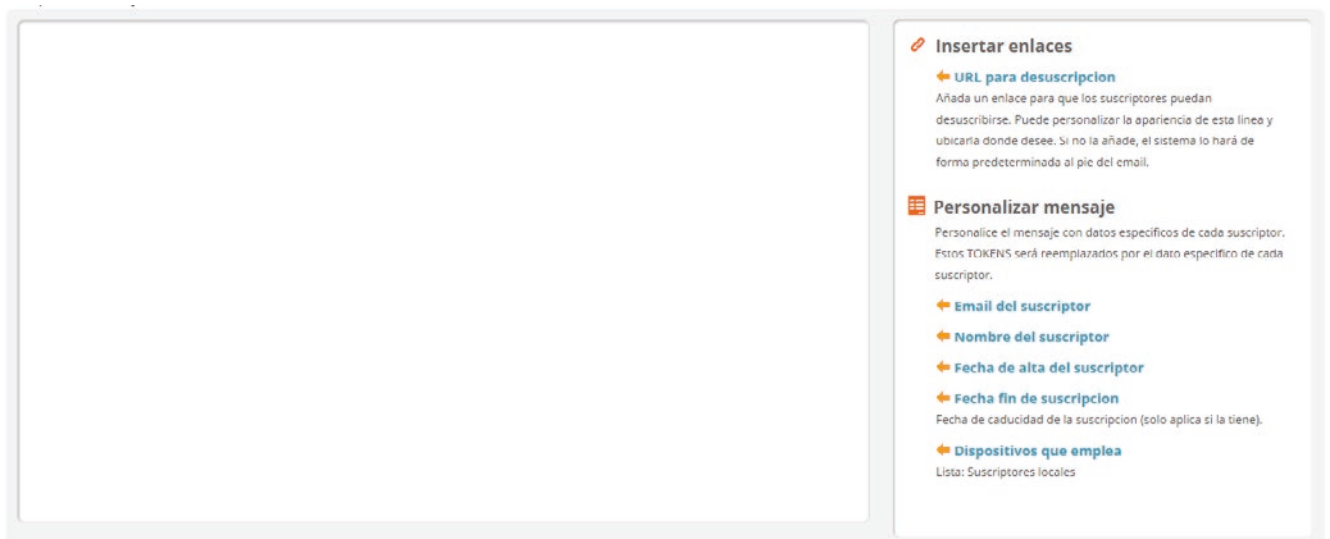 Insertar enlaces
URL para desuscripcion
Añada un enlace para que los suscriptores puedan
desuscribirse. Puede personalizar la apariencia de esta linea y
ubicarla donde desee. Si no la añade, el sistema lo hará de
forma predeterminada al pie del email.
Personalizar mensaje
Personalice el mensaje con datos especificos de cada suscriptor.
Estos TOKENS será reemplazados por el dato especifico de cada
suscriptor.
Email del suscriptor
Nombre del suscriptor
Fecha de alta del suscriptor
Fecha fin de suscripcion
Fecha de caducidad de la suscripcion (solo aplica si la tiene).
Dispositivos que emplea
Lista: Suscriptores locales